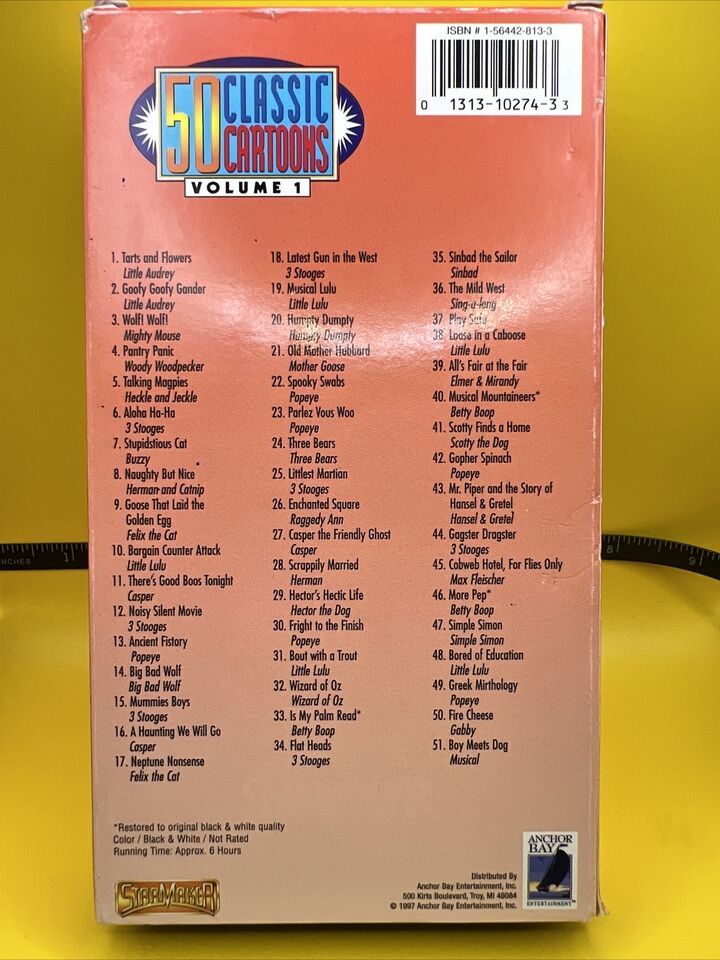 ISBN # 1-56442-813-3
0 1313-10274-3 3
50 CLASSIC
CARTOONS
VOLUME 1
1. Tarts and Flowers
Little Audrey
2. Goofy Goofy Gander
Little Audrey
3. Wolf! Wolf!
Mighty Mouse
4. Pantry Panic
Woody Woodpecker
5. Talking Magpies
Heckle and Jeckle
6. Aloha Ha-Ha
3 Stooges
7. Stupidstious Cat
Buzzy
8. Naughty But Nice
Herman and Catnip
9. Goose That Laid the
Golden Egg
Felix the Cat
10. Bargain Counter Attack
Little Lulu
11. There's Good Boos Tonight
Casper
12. Noisy Silent Movie
3 Stooges
13. Ancient Fistory
Popeye
14. Big Bad Wolf
Big Bad Wolf
15. Mummies Boys
3 Stooges
16. A Haunting We Will Go
Casper
17. Neptune Nonsense
Felix the Cat
18. Latest Gun in the West
3 Stooges
19. Musical Lulu
Little Lulu
20. Humpty Dumpty
Humpty Dumpty
21. Old Mother Hubbard
Mother Goose
22. Spooky Swabs
Popeye
23. Parlez Vous Woo
Popeye
24. Three Bears
Three Bears
25. Littlest Martian
3 Stooges
26. Enchanted Square
Raggedy Ann
27. Casper the Friendly Ghost
Casper
28. Scrappily Married
Herman
29. Hector's Hectic Life
Hector the Dog
30. Fright to the Finish
Popeye
31. Bout with a Trout
Little Lulu
32. Wizard of Oz
Wizard of Oz
33. Is My Palm Read*
Betty Boop
34. Flat Heads
3 Stooges
35. Sinbad the Sailor
Sinbad
36. The Mild West
Sing-a-long
37. Play Safe
38. Loose in a Caboose
Little Lulu
39. All's Fair at the Fair
Elmer & Mirandy
40. Musical Mountaineers*
Betty Boop
41. Scotty Finds a Home
Scotty the Dog
42. Gopher Spinach
Popeye
43. Mr. Piper and the Story of
Hansel & Gretel
Hansel & Gretel
44. Gagster Dragster
3 Stooges
45. Cobweb Hotel, For Flies Only
Max Fleischer
46. More Pep*
Betty Boop
47. Simple Simon
Simple Simon
48. Bored of Education
Little Lulu
49. Greek Mirthology
Popeye
50. Fire Cheese
Gabby
51. Boy Meets Dog
Musical
*Restored to original black & white quality
Color / Black & White / Not Rated
Running Time: Approx. 6 Hours
STARMAKER
Distributed By
Anchor Bay Entertainment, Inc.
500 Kirts Boulevard, Troy, MI 48084
© 1997 Anchor Bay Entertainment, Inc.
ANCHOR
BAY
ENTERTAINMENT™
INCHES 1
8 9